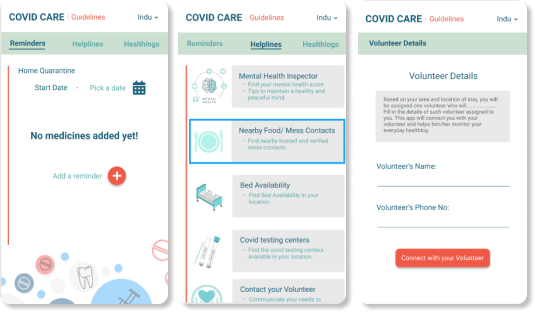 COVID CARE Guidelines Indu
Reminders Helplines Healthlogs
Home Quarantine
Start Date - Pick a date
No medicines added yet!
Add a reminder
COVID CARE Guidelines Indu
Reminders Helplines Healthlogs
MENTAL HEALTH
Mental Health Inspector
Find your mental health score.
Tips to maintain a healthy and
peaceful mind.
Nearby Food/ Mess Contacts
Find nearby trusted and verified
mess contacts.
Bed Availability
Find Bed Availability in your
location.
Covid testing centers
Find the covid testing centers
available in your location.
Contact your Volunteer
Communicate your needs to
COVID CARE Guidelines Indu
Volunteer Details
Volunteer Details
Based on your area and location of stay, you will
be assigned one volunteer who will..............
Fill in the details of such volunteer assigned to
you. This app will connect you with your
volunteer and helps him/her monitor your
everyday healthlog.
Volunteer's Name:
Volunteer's Phone No:
Connect with your Volunteer